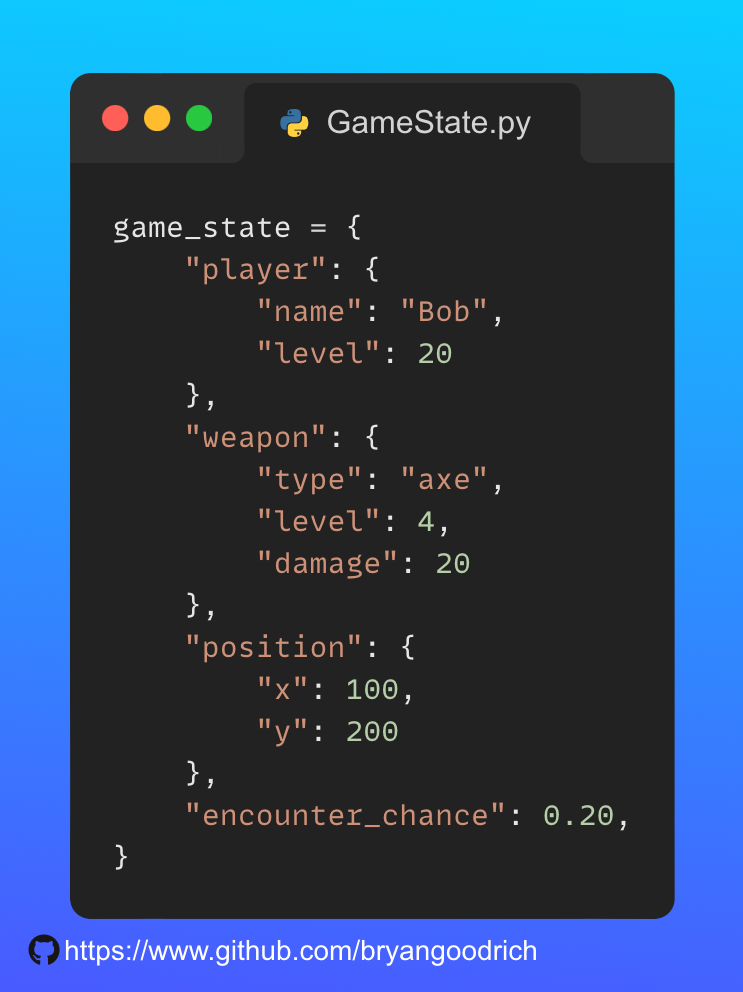 GameState.py
game_state = {
    "player": {
        "name": "Bob",
        "level": 20
    },
    "weapon": {
        "type": "axe",
        "level": 4,
        "damage": 20
    },
    "position": {
        "x": 100,
        "y": 200
    },
    "encounter_chance": 0.20,
}
https://www.github.com/bryangoodrich